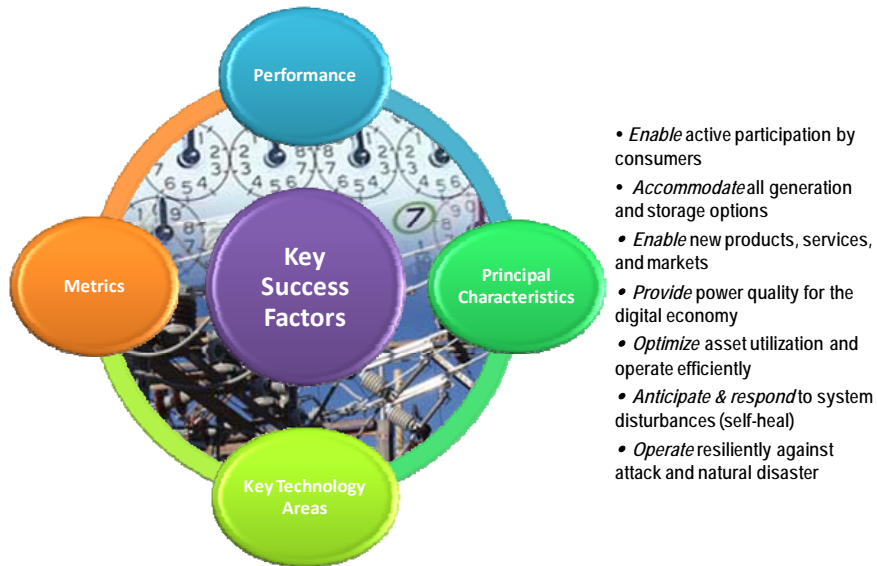 Performance
Metrics
Key
Success
Factors
Principal
Characteristics
Key Technology
Areas
7
• Enable active participation by
consumers
• Accommodate all generation
and storage options
• Enable new products, services,
and markets
• Provide power quality for the
digital economy
• Optimize asset utilization and
operate efficiently
• Anticipate & respond to system
disturbances (self-heal)
• Operate resiliently against
attack and natural disaster